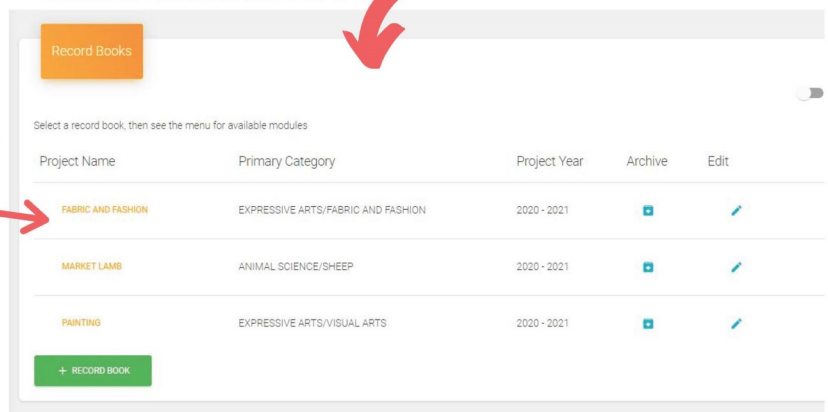 Record Books
Select a record book, then see the menu for available modules
Project Name Primary Category Project Year Archive Edit
FABRIC AND FASHION EXPRESSIVE ARTS/FABRIC AND FASHION 2020 - 2021
MARKET LAMB ANIMAL SCIENCE/SHEEP 2020 - 2021
PAINTING EXPRESSIVE ARTS/VISUAL ARTS 2020 - 2021
+ RECORD BOOK